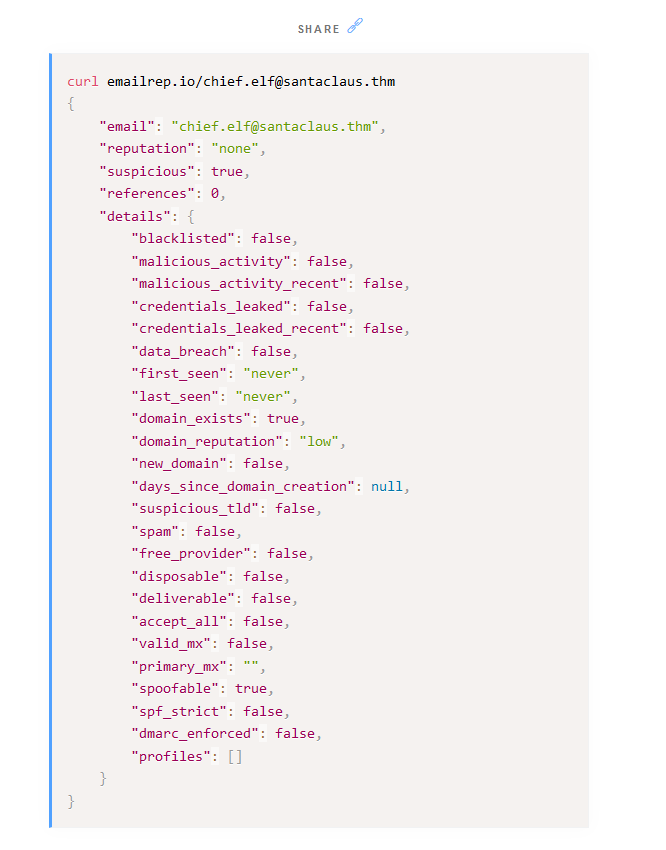 SHARE
curl emailrep.io/chief.elf@santaclaus.thm
{
    "email": "chief.elf@santaclaus.thm",
    "reputation": "none",
    "suspicious": true,
    "references": 0,
    "details": {
        "blacklisted": false,
        "malicious_activity": false,
        "malicious_activity_recent": false,
        "credentials_leaked": false,
        "credentials_leaked_recent": false,
        "data_breach": false,
        "first_seen": "never",
        "last_seen": "never",
        "domain_exists": true,
        "domain_reputation": "low",
        "new_domain": false,
        "days_since_domain_creation": null,
        "suspicious_tld": false,
        "spam": false,
        "free_provider": false,
        "disposable": false,
        "deliverable": false,
        "accept_all": false,
        "valid_mx": false,
        "primary_mx": "",
        "spoofable": true,
        "spf_strict": false,
        "dmarc_enforced": false,
        "profiles": []
    }
}